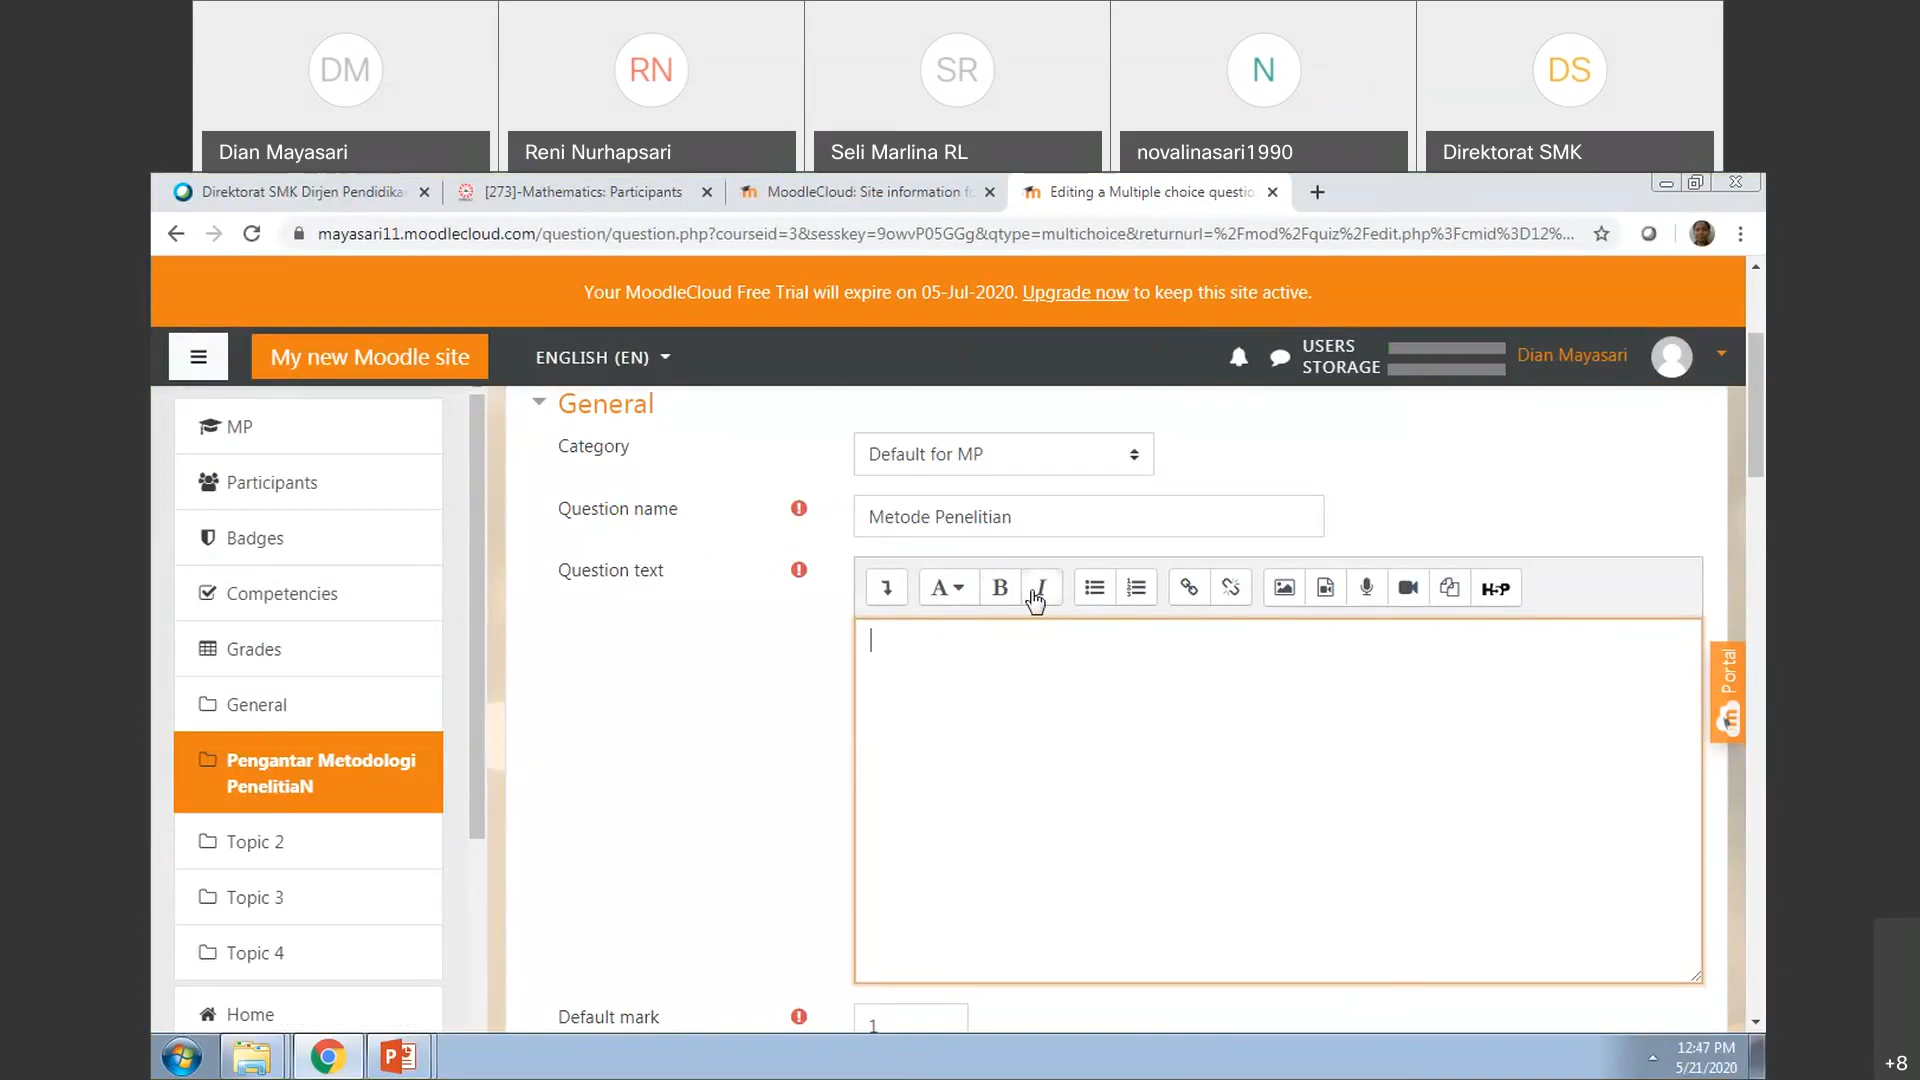 DM
RN
SR
N
DS
Dian Mayasari
Reni Nurhapsari
Seli Marlina RL
novalinasari1990
Direktorat SMK
Direktorat SMK Dirjen Pendidika
[273]-Mathematics: Participants
MoodleCloud: Site information f
Editing a Multiple choice questio
mayasari11.moodlecloud.com/question/question.php?courseid=3&sesskey=9owvP05GGg&qtype=multichoice&returnurl=%2Fmod%2Fquiz%2Fedit.php%3Fcmid%3D12%...
Your MoodleCloud Free Trial will expire on 05-Jul-2020. Upgrade now to keep this site active.
My new Moodle site
ENGLISH (EN)
USERS
STORAGE
Dian Mayasari
MP
Participants
Badges
Competencies
Grades
General
Pengantar Metodologi
PenelitiaN
Topic 2
Topic 3
Topic 4
Home
General
Category
Default for MP
Question name
Metode Penelitian
Question text
A
B
I
H5P
Portal
Default mark
1
12:47 PM
5/21/2020
+8